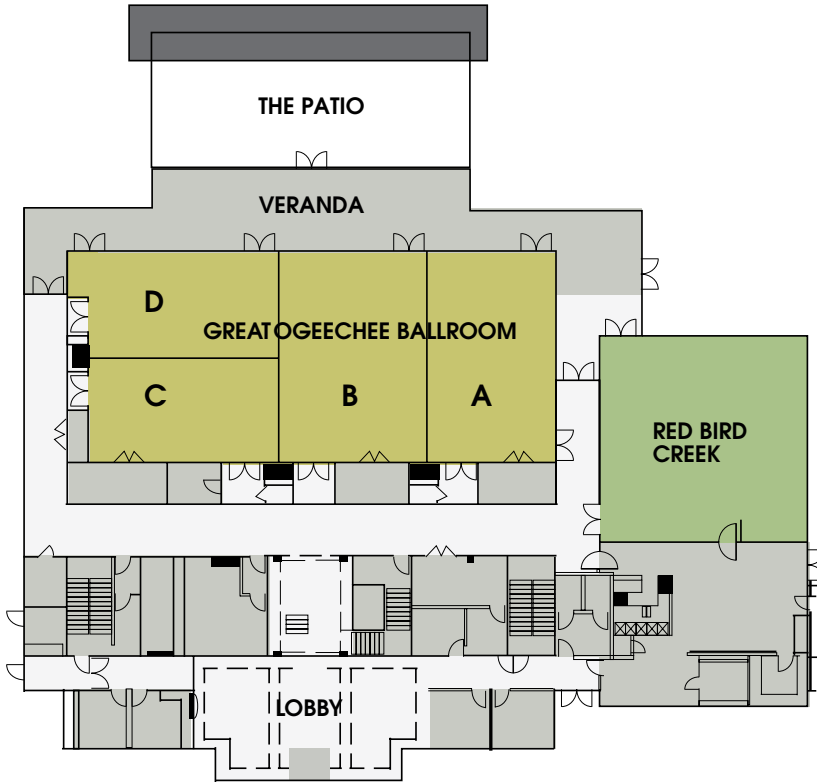 THE PATIO
VERANDA
D
GREAT OGEECHEE BALLROOM
C
B
A
RED BIRD
CREEK
LOBBY